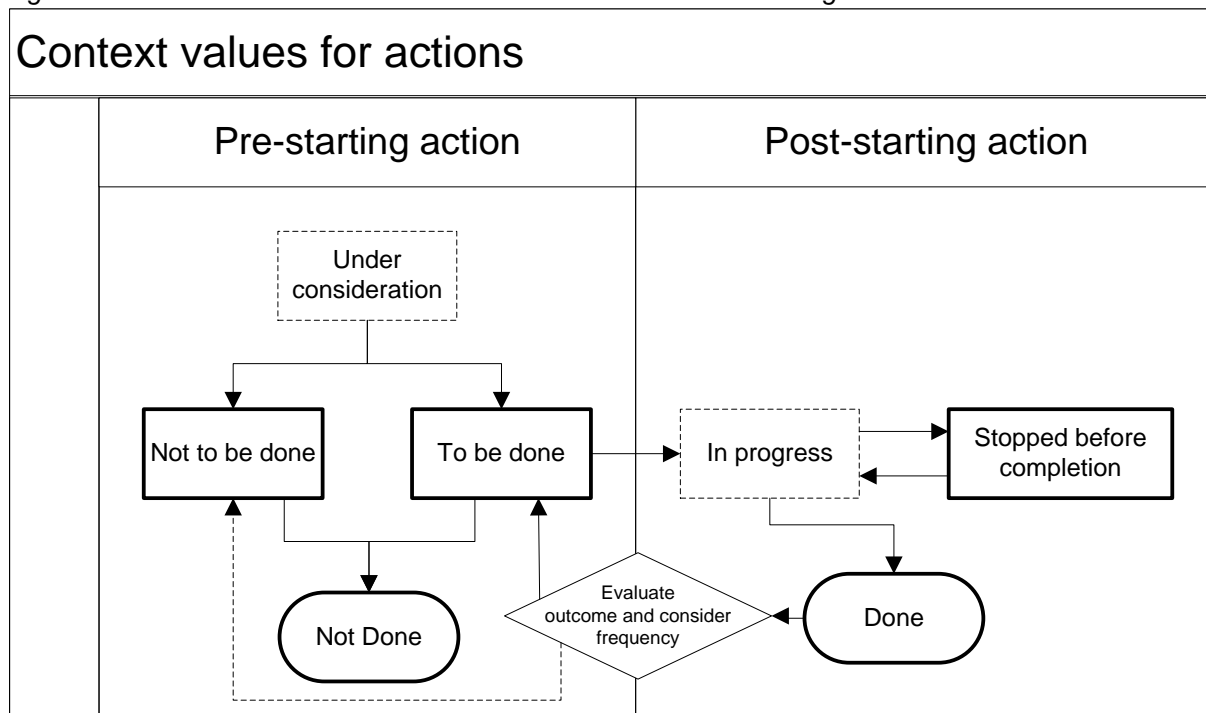 Context values for actions
Pre-starting action
Post-starting action
Under
consideration
Not to be done
To be done
In progress
Stopped before
completion
Evaluate
outcome and consider
frequency
Not Done
Done